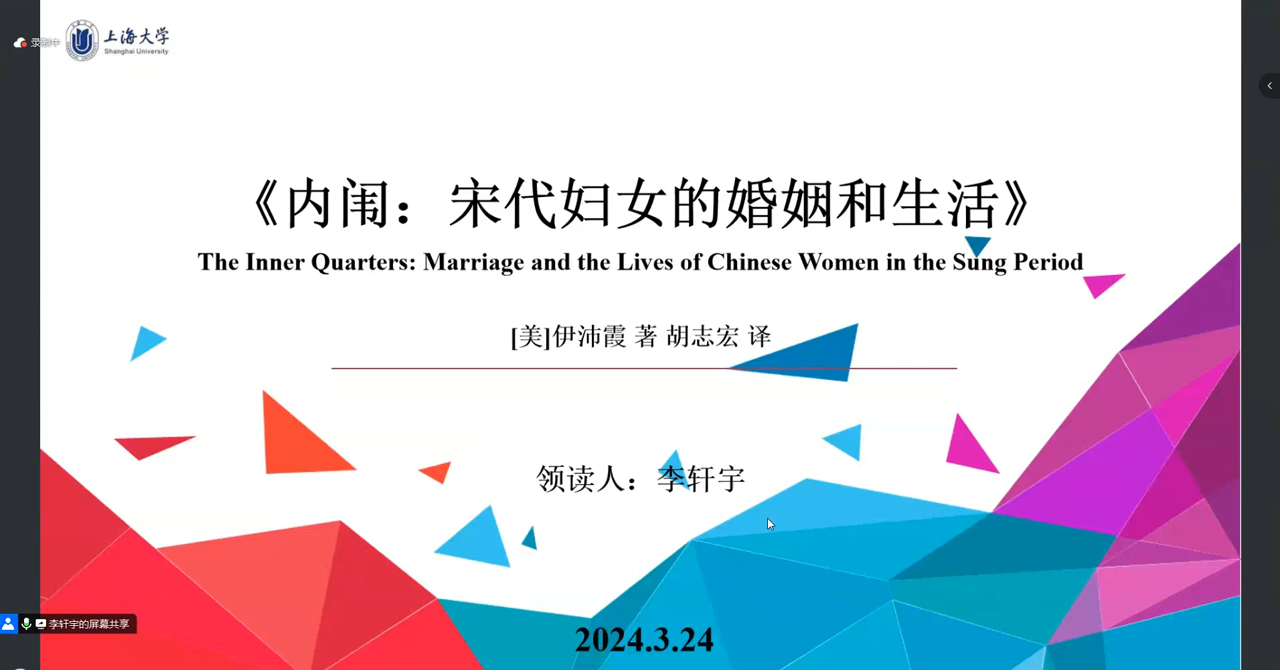 录制中
上海大学
Shanghai University
《内闱：宋代妇女的婚姻和生活》
The Inner Quarters: Marriage and the Lives of Chinese Women in the Sung Period
[美]伊沛霞 著 胡志宏 译
领读人：李轩宇
李轩宇的屏幕共享
2024.3.24